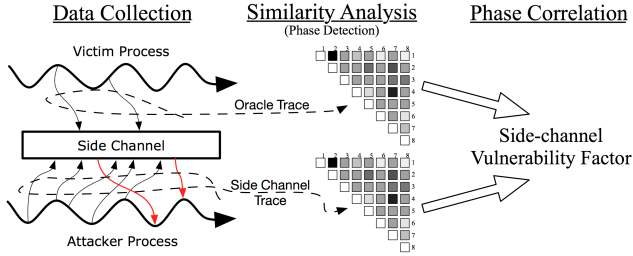 Data Collection
Similarity Analysis
(Phase Detection)
Phase Correlation
Victim Process
Oracle Trace
Side Channel
Side Channel
Trace
Attacker Process
1 2 3 4 5 6 7 8
1
2
3
4
5
6
7
8
1 2 3 4 5 6 7 8
1
2
3
4
5
6
7
8
Side-channel
Vulnerability Factor